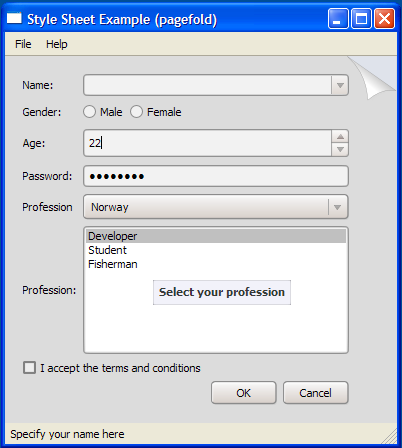 Style Sheet Example (pagefold)
File Help
Name:
Gender: Male Female
Age: 22
Password: ●●●●●●●●
Profession Norway
Developer
Student
Fisherman
Profession:
Select your profession
I accept the terms and conditions
OK Cancel
Specify your name here